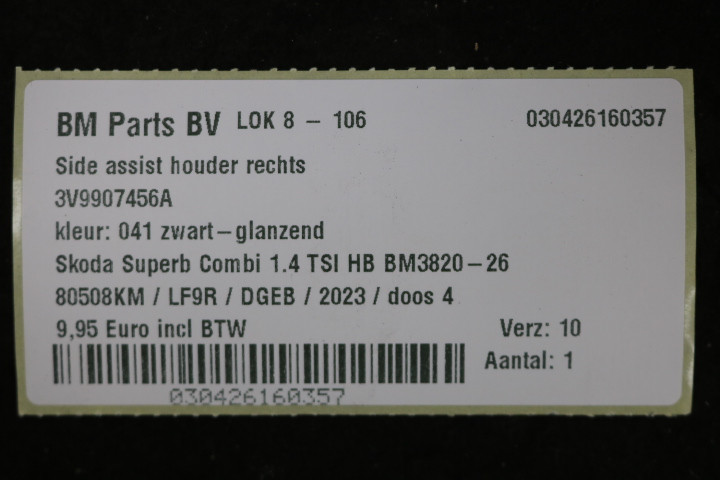 BM Parts BV LOK 8 - 106 030426160357
Side assist houder rechts
3V9907456A
kleur: 041 zwart-glanzend
Skoda Superb Combi 1.4 TSI HB BM3820-26
80508KM / LF9R / DGEB / 2023 / doos 4
9,95 Euro incl BTW Verz: 10
Aantal: 1
030426160357